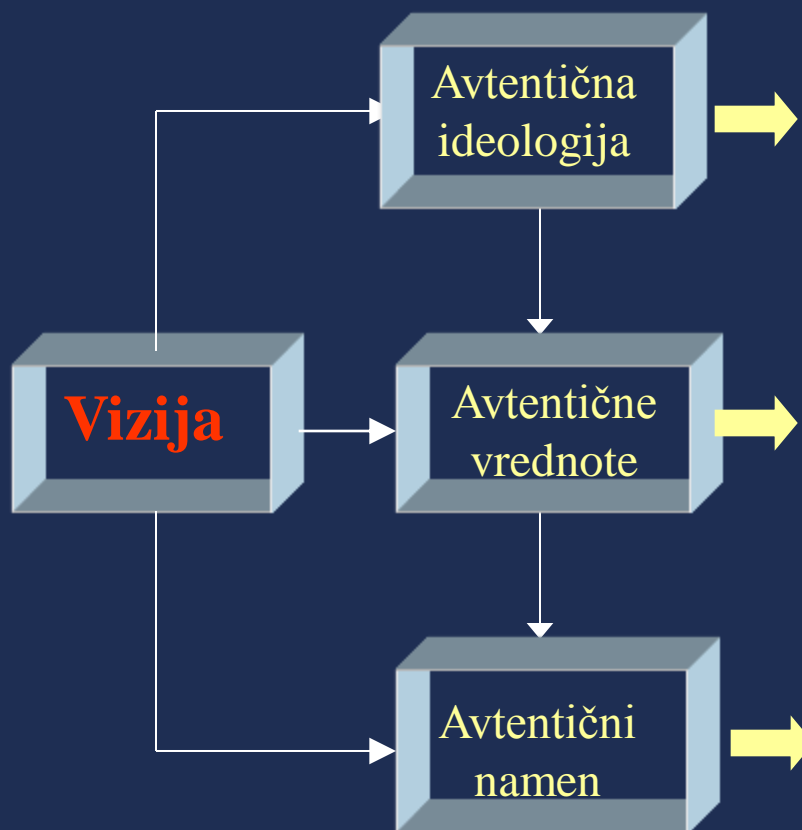 Avtentična
ideologija
Vizija
Avtentične
vrednote
Avtentični
namen